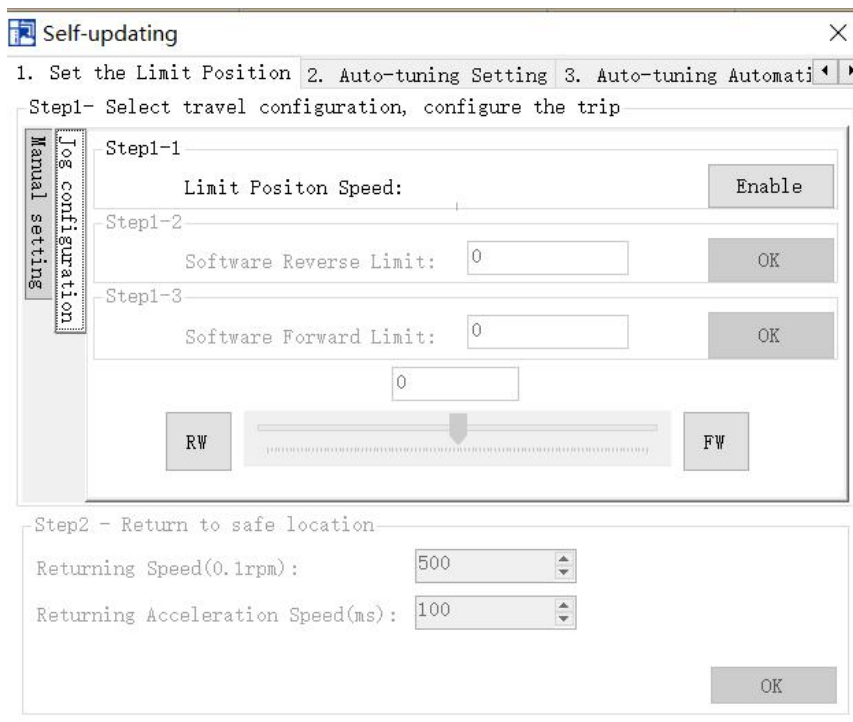 Self-updating
1. Set the Limit Position 2. Auto-tuning Setting 3. Auto-tuning Automati
Step1- Select travel configuration, configure the trip
Manual setting
Jog configuration
Step1-1
Limit Positon Speed:
Enable
Step1-2
Software Reverse Limit: 0 OK
Step1-3
Software Forward Limit: 0 OK
0
RW FW
Step2 - Return to safe location
Returning Speed(0.1rpm): 500
Returning Acceleration Speed(ms): 100
OK